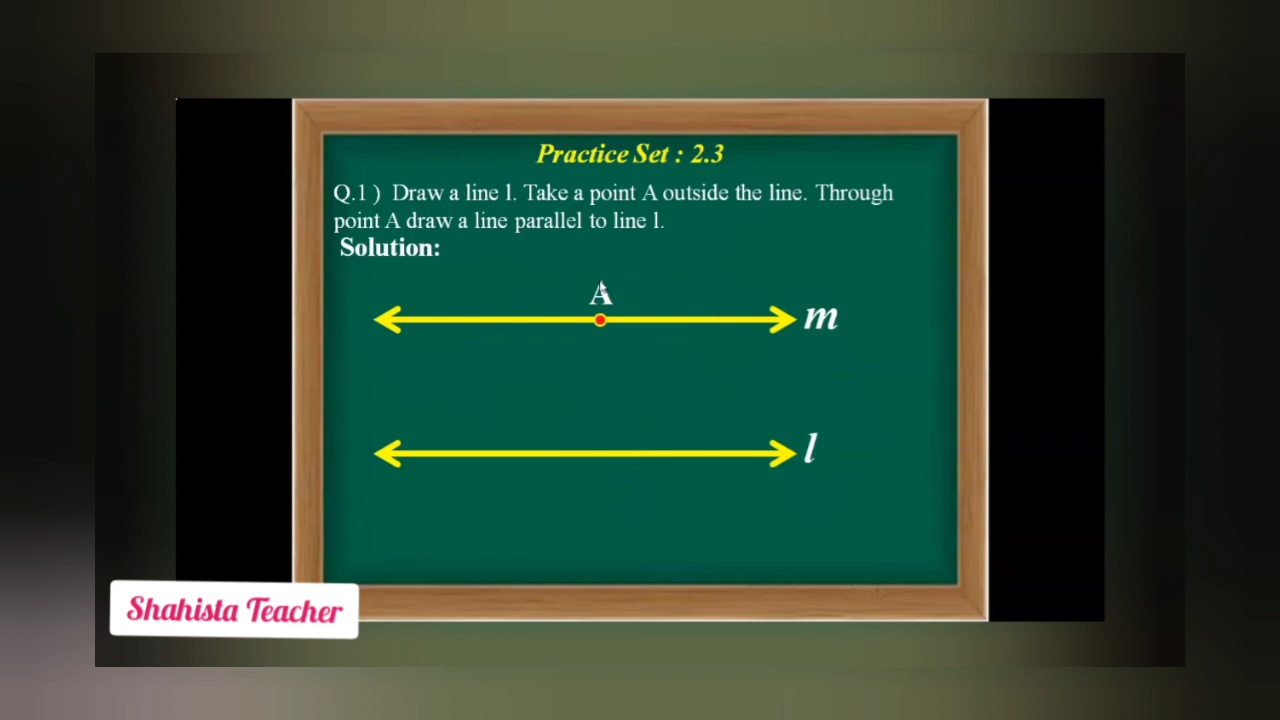 Practice Set : 2.3
Q.1 ) Draw a line l. Take a point A outside the line. Through
point A draw a line parallel to line l.
Solution:
A
m
l
Shahista Teacher